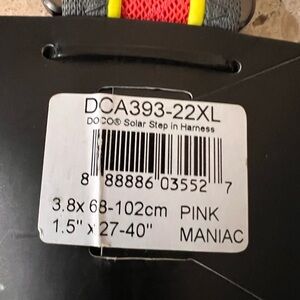 DCA393-22XL
DOCO® Solar Step in Harness
8 88886 03552 7
3.8x 68-102cm PINK
1.5" x 27-40" MANIAC